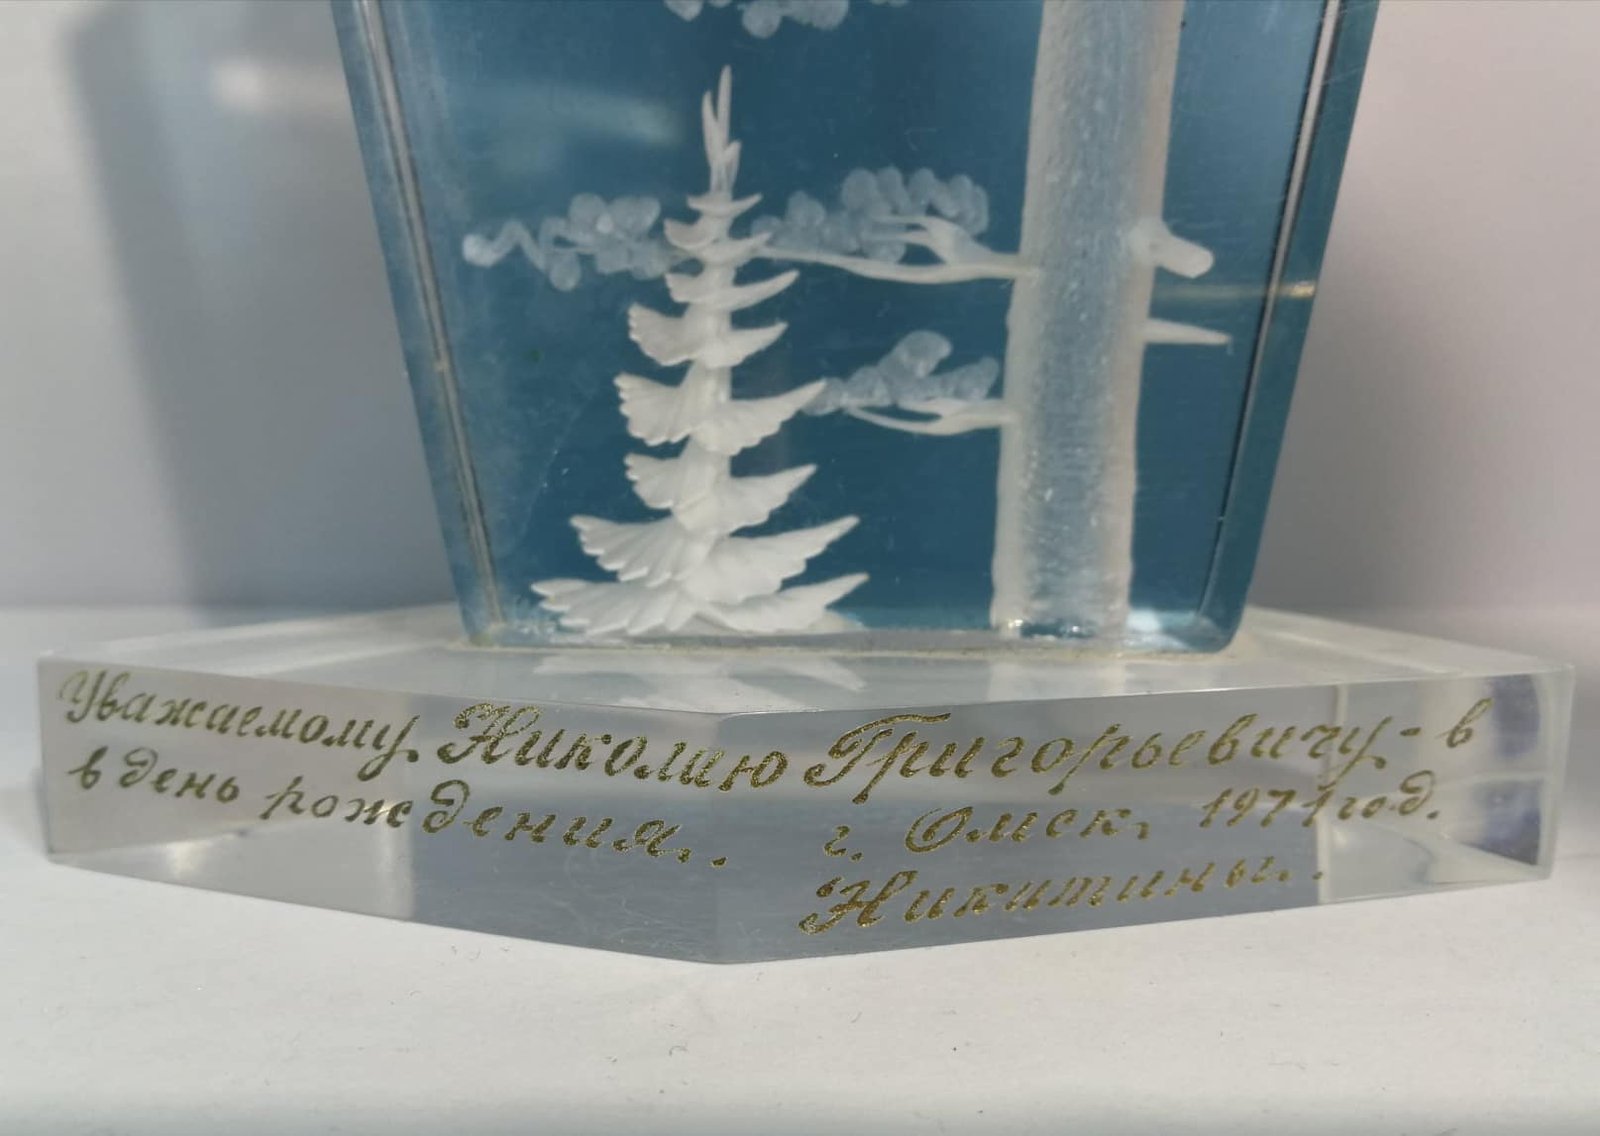 Уважаемому Николаю Григорьевичу - в
в день рождения...
г. Омск, 1971 год.
Никитины...